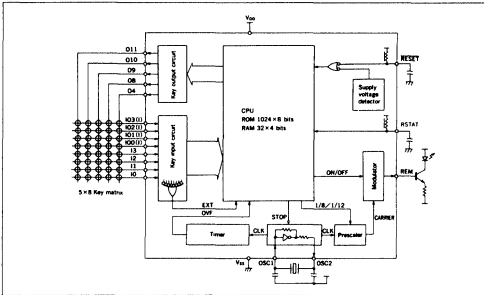 VDD
O11
O10
O9
O8
O4
Key output circuit
IO3(I)
IO2(I)
IO1(I)
IO0(I)
I3
I2
I1
I0
Key input circuit
5×8 Key matrix
CPU
ROM 1024×8 bits
RAM 32×4 bits
RESET
Supply voltage detector
RSTAT
ON/OFF
Modulator
REM
EXT
OVF
STOP
1/8/1/12
CARRIER
Timer
CLK
CLK
Prescaler
VSS
OSC1
OSC2